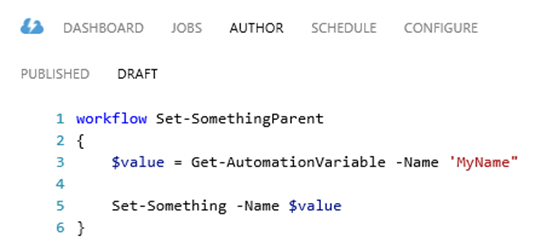 DASHBOARD JOBS AUTHOR SCHEDULE CONFIGURE
PUBLISHED DRAFT
1 workflow Set-SomethingParent
2 {
3 $value = Get-AutomationVariable -Name 'MyName"
4
5 Set-Something -Name $value
6 }